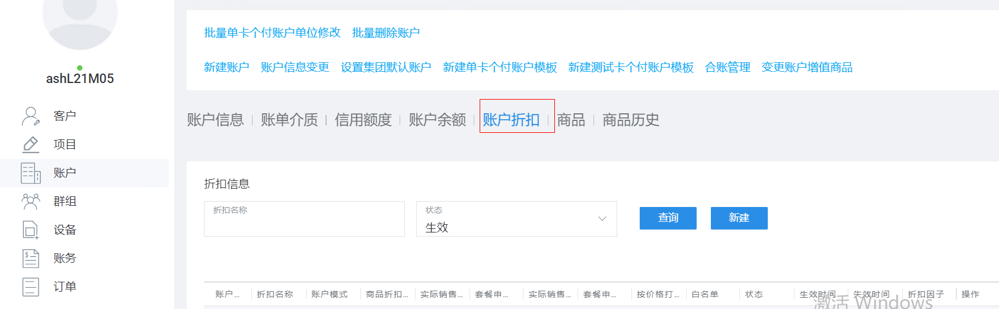 批量单卡个付账户单位修改 批量删除账户
新建账户 账户信息变更 设置集团默认账户 新建单卡个付账户模板 新建测试卡个付账户模板 合账管理 变更账户增值商品
ashL21M05
客户
项目
账户
群组
设备
账务
订单
账户信息 账单介质 信用额度 账户余额 账户折扣 商品 商品历史
折扣信息
折扣名称
状态
生效
查询 新建
账户... 折扣名称 账户模式 商品折扣... 实际销售... 套餐申... 实际销售... 套餐申... 按价格打... 白名单 状态 生效时间 失效时间 折扣因子 操作
激活 Windows